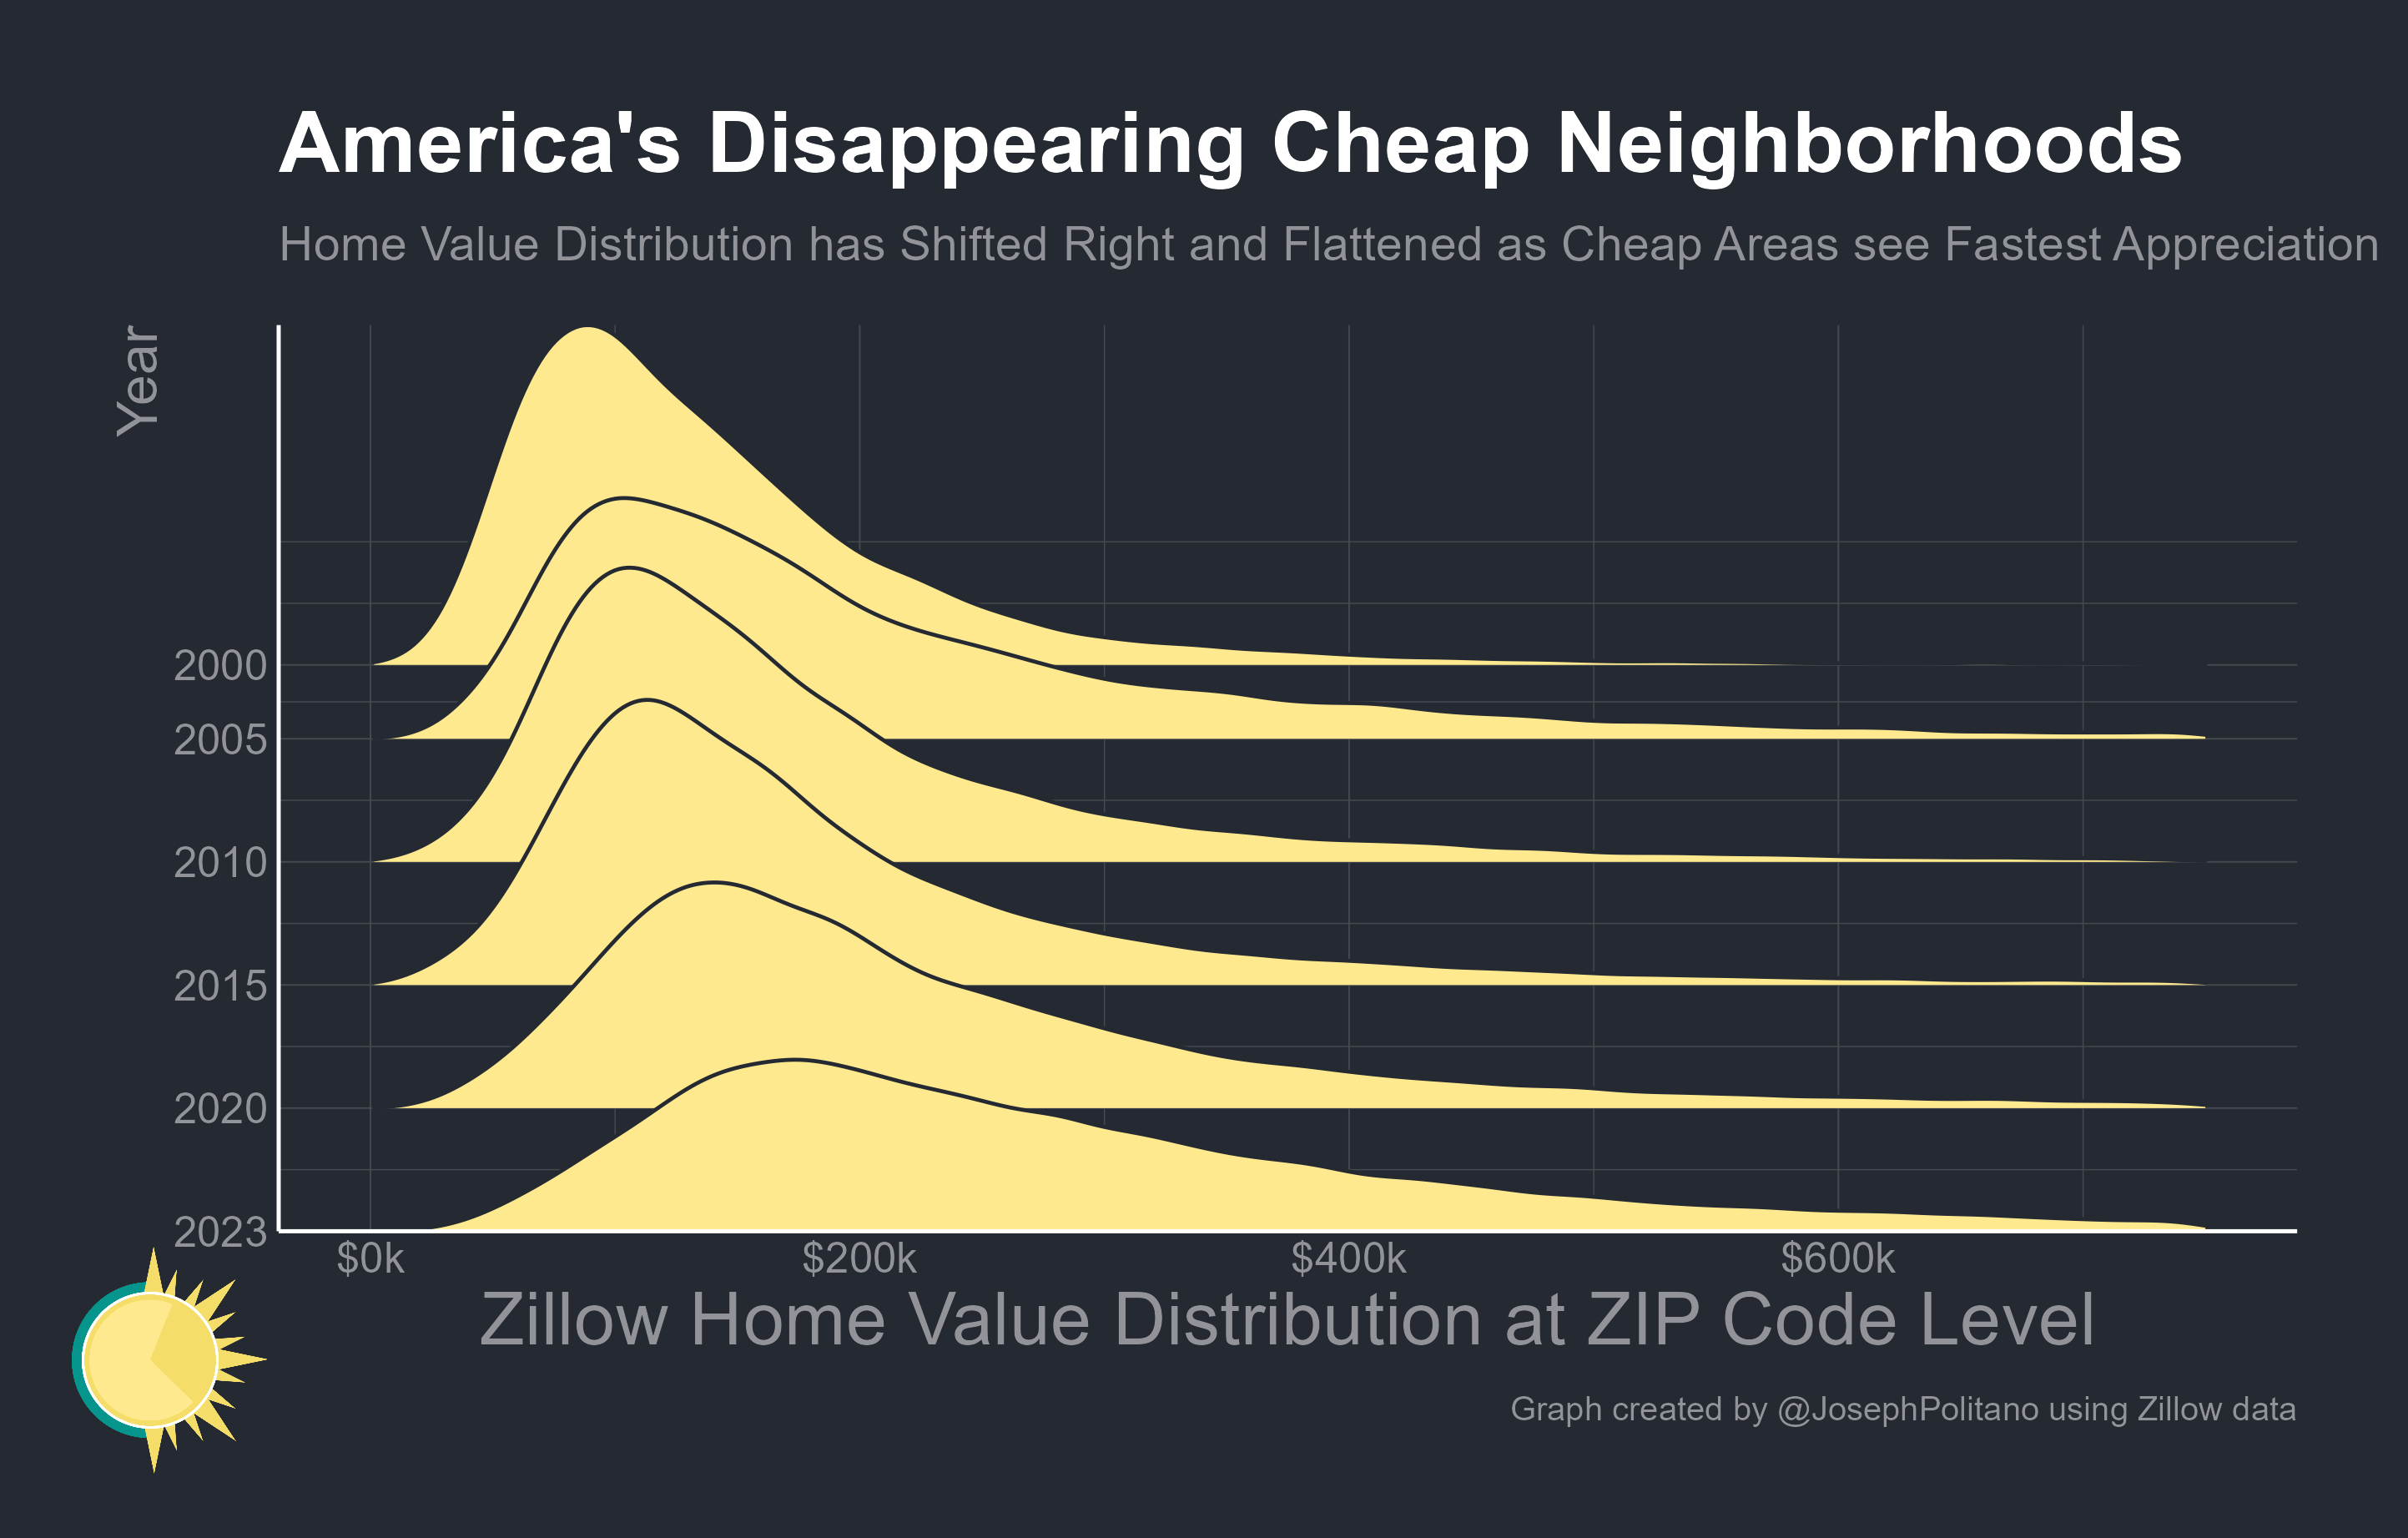 America's Disappearing Cheap Neighborhoods
Home Value Distribution has Shifted Right and Flattened as Cheap Areas see Fastest Appreciation
Year
2000
2005
2010
2015
2020
2023
$0k $200k $400k $600k
Zillow Home Value Distribution at ZIP Code Level
Graph created by @JosephPolitano using Zillow data